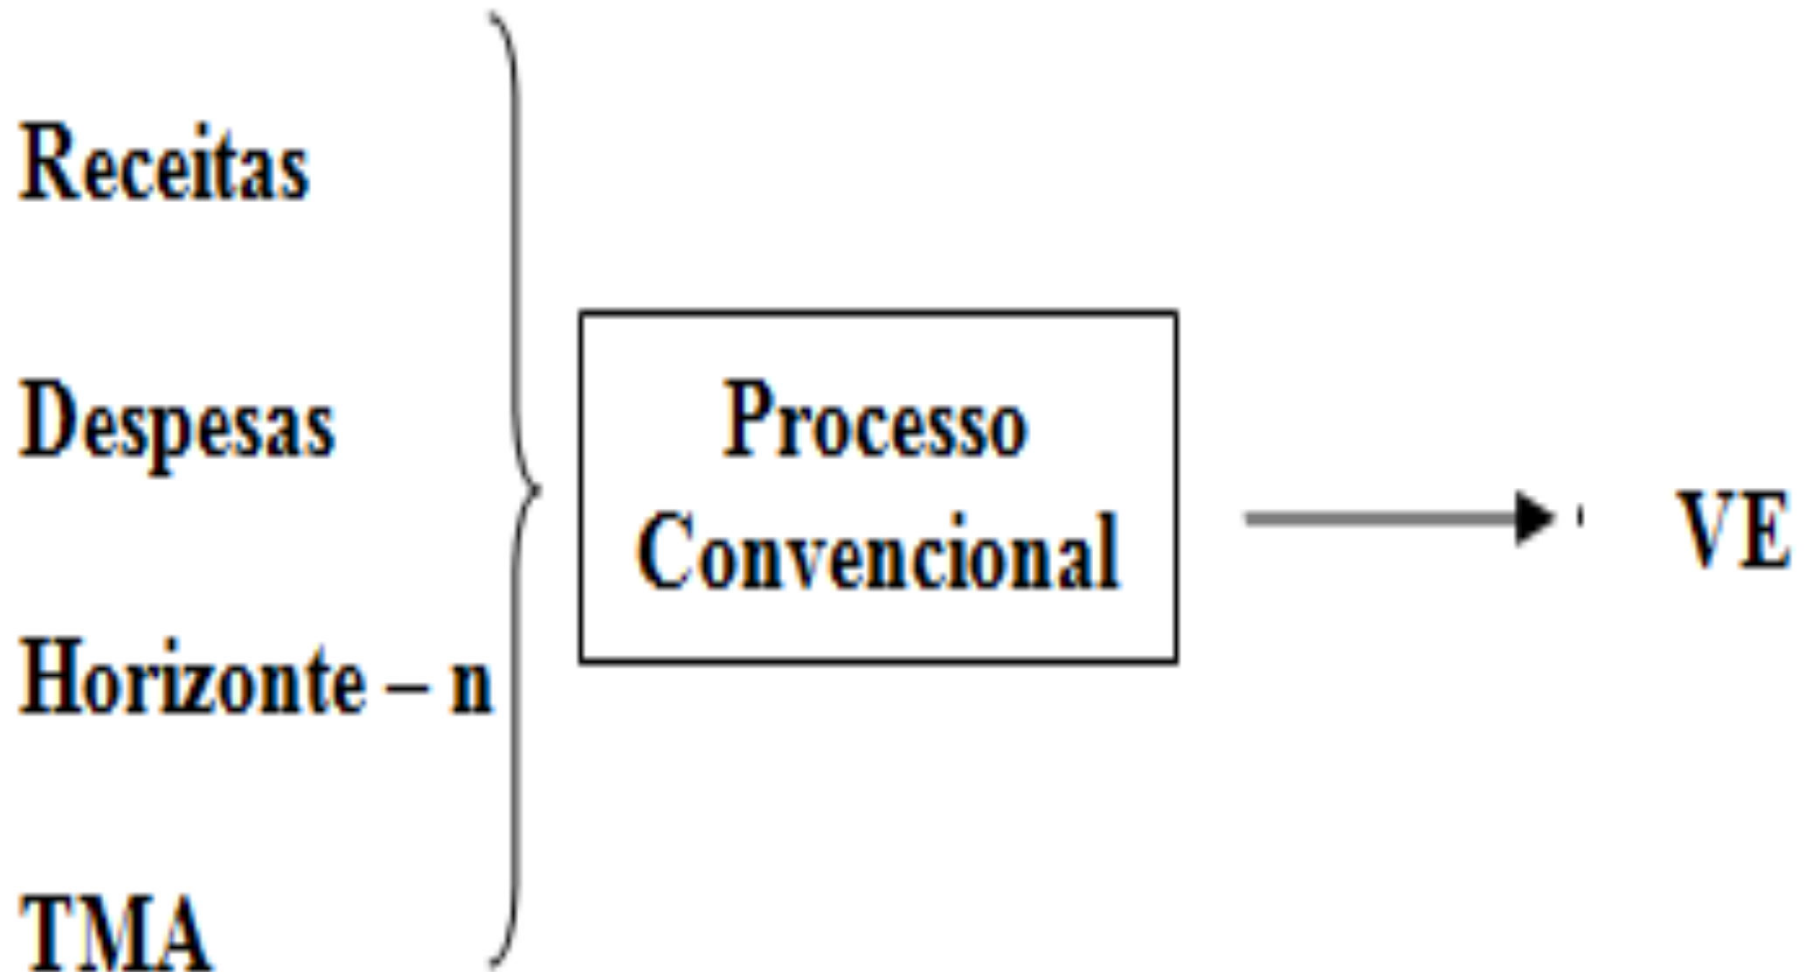 Receitas
Despesas
Horizonte – n
TMA
Processo
Convencional
VE